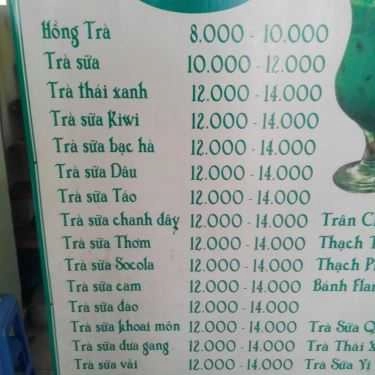 Hồng Trà 8.000 - 10.000
Trà sữa 10.000 - 12.000
Trà thái xanh 12.000 - 14.000
Trà sữa Kiwi 12.000 - 14.000
Trà sữa bạc hà 12.000 - 14.000
Trà sữa Dâu 12.000 - 14.000
Trà sữa Táo 12.000 - 14.000
Trà sữa chanh dây 12.000 - 14.000 Trân
Trà sữa Thơm 12.000 - 14.000 Thạch
Trà sữa Socola 12.000 - 14.000 Thạch
Trà sữa cam 12.000 - 14.000 Bánh Flan
Trà sữa đào 12.000 - 14.000
Trà sữa khoai môn 12.000 - 14.000 Trà Sữa
Trà sữa dưa gang 12.000 - 14.000 Trà Thái
Trà sữa vải 12.000 - 14.000 Trà Sữa